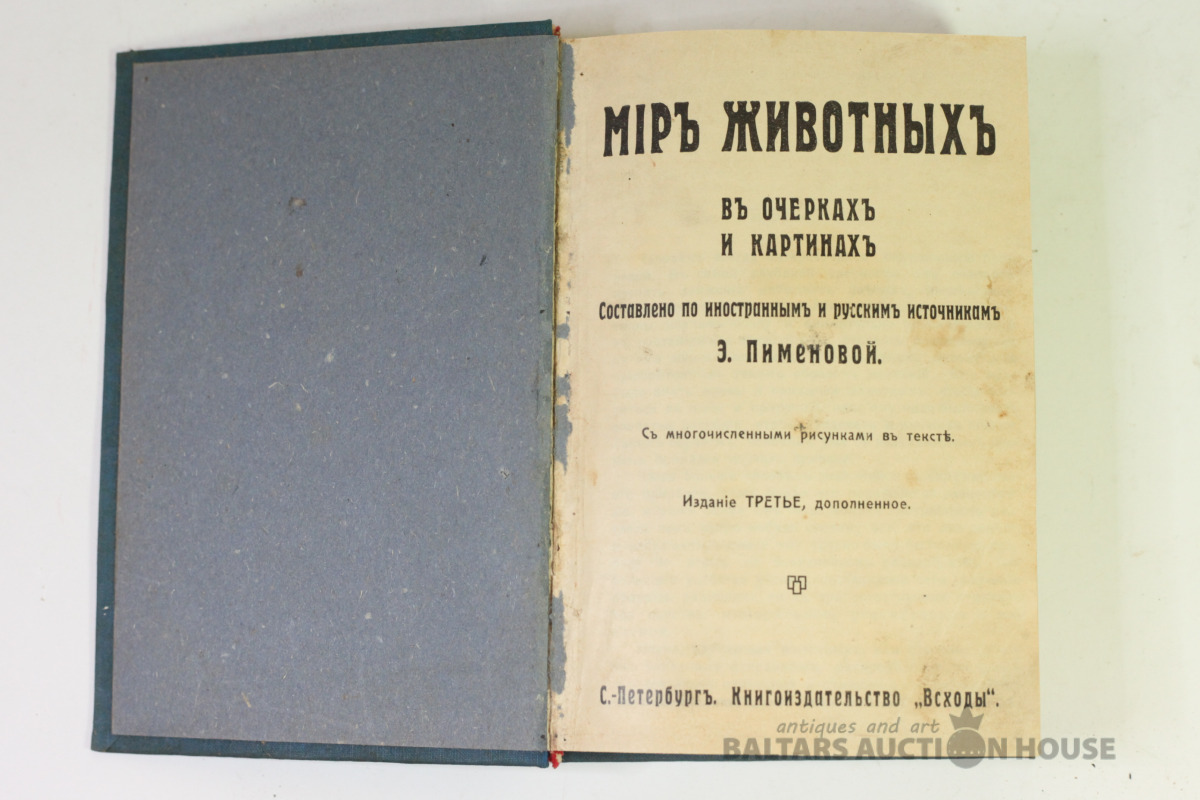 МІРЪ ЖИВОТНЫХЪ
ВЪ ОЧЕРКАХЪ
И КАРТИНАХЪ
Составлено по иностраннымъ и русскимъ источникамъ
Э. Пименовой.
Съ многочисленными рисунками въ текстѣ.
Изданіе ТРЕТЬЕ, дополненное.
С.-Петербургъ. Книгоиздательство „Всходы“.
antiques and art
BALTARS AUCTION HOUSE